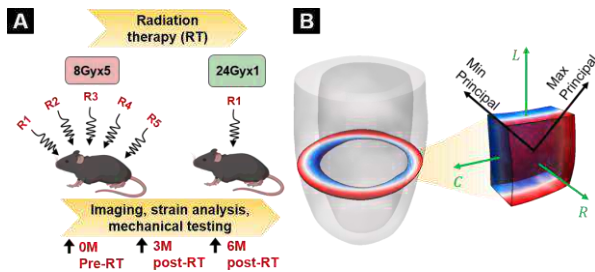 A
Radiation
therapy (RT)
8Gyx5
24Gyx1
R1
R2
R3
R4
R5
R1
Imaging, strain analysis,
mechanical testing
0M
Pre-RT
3M
post-RT
6M
post-RT
B
L
Min
Principal
Max
Principal
C
R